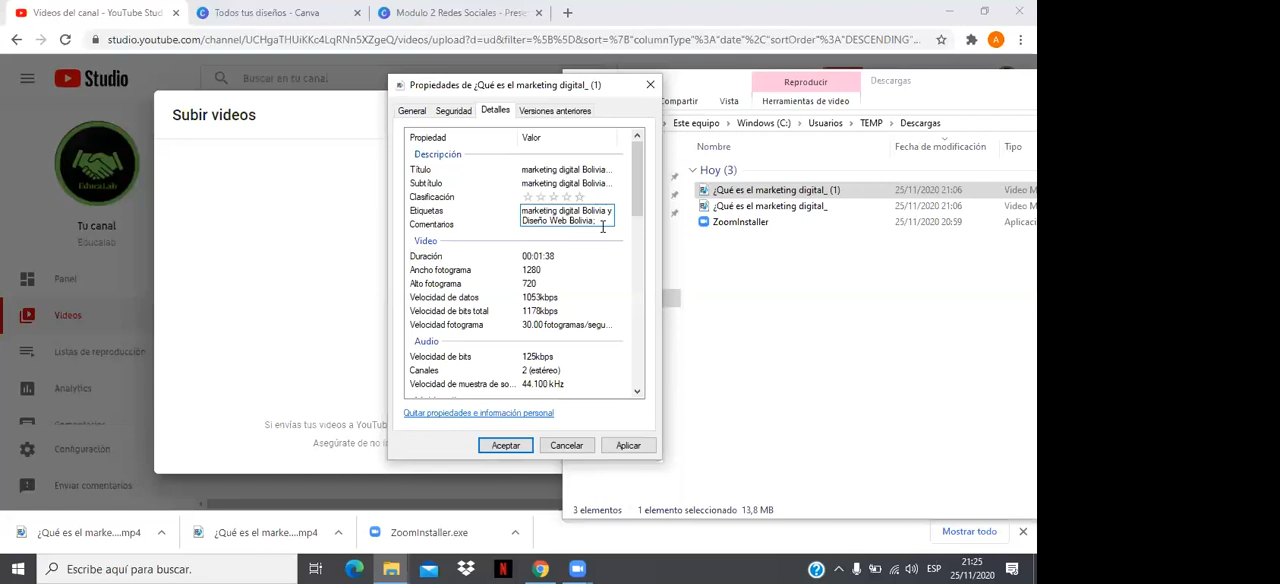 Videos del canal - YouTube Stud
Todos tus diseños - Canva
Modulo 2 Redes Sociales - Prese
studio.youtube.com/channel/UCHgaTHUiKKc4LqRNn5XZgeQ/videos/upload?d=ud&filter=%5B%5D&sort=%7B"columnType"%3A"date"%2C"sortOrder"%3A"DESCENDING"...
Studio
Buscar en tu canal
Subir videos
EducaLab
Tu canal
Educalab
Panel
Videos
Listas de reproducción
Analytics
Comentarios
Configuración
Enviar comentarios
Si envías tus videos a YouTub
Asegúrate de no
Propiedades de ¿Qué es el marketing digital_ (1)
General
Seguridad
Detalles
Versiones anteriores
Propiedad
Valor
Descripción
Título
marketing digital Bolivia...
Subtítulo
marketing digital Bolivia...
Clasificación
Etiquetas
marketing digital Bolivia y
Diseño Web Bolivia;
Comentarios
Video
Duración
00:01:38
Ancho fotograma
1280
Alto fotograma
720
Velocidad de datos
1053kbps
Velocidad de bits total
1178kbps
Velocidad fotograma
30.00 fotogramas/segu...
Audio
Velocidad de bits
125kbps
Canales
2 (estéreo)
Velocidad de muestra de so...
44.100 kHz
Quitar propiedades e información personal
Aceptar
Cancelar
Aplicar
Reproducir
Descargas
ompartir
Vista
Herramientas de video
Este equipo
Windows (C:)
Usuarios
TEMP
Descargas
Nombre
Fecha de modificación
Tipo
Hoy (3)
¿Qué es el marketing digital_ (1)
25/11/2020 21:06
Video M
¿Qué es el marketing digital_
25/11/2020 21:06
Video M
ZoomInstaller
25/11/2020 20:59
Aplicaci
3 elementos
1 elemento seleccionado 13,8 MB
¿Qué es el marke....mp4
¿Qué es el marke....mp4
ZoomInstaller.exe
Mostrar todo
Escribe aquí para buscar.
ESP
21:25
25/11/2020